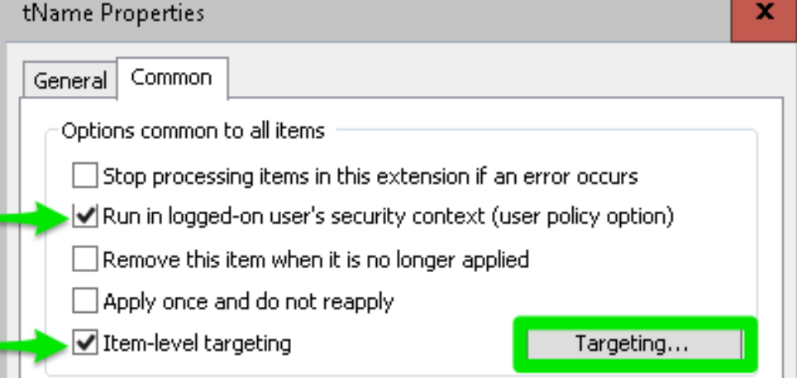 tName Properties
x
General Common
Options common to all items
Stop processing items in this extension if an error occurs
Run in logged-on user's security context (user policy option)
Remove this item when it is no longer applied
Apply once and do not reapply
Item-level targeting Targeting...